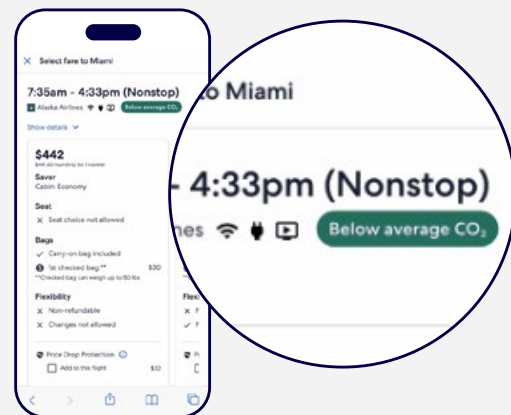 Select fare to Miami
7:35am - 4:33pm (Nonstop)
Alaska Airlines Below average CO₂
Show details
$442
Saver
Cabin: Economy
Seat
Seat choice not allowed
Bags
Carry-on bag included
1st checked bag:** $30
**Checked bag can weigh up to 50 lbs
Flexibility
Non-refundable
Changes not allowed
Price Drop Protection
Add to this flight
to Miami
- 4:33pm (Nonstop)
nes Below average CO₂
Flexi